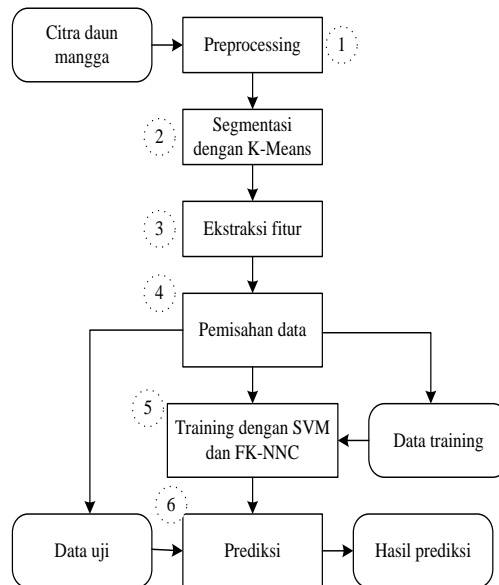 Citra daun
mangga
Preprocessing
1
2
Segmentasi
dengan K-Means
3
Ekstraksi fitur
4
Pemisahan data
5
Training dengan SVM
dan FK-NNC
Data training
6
Data uji
Prediksi
Hasil prediksi